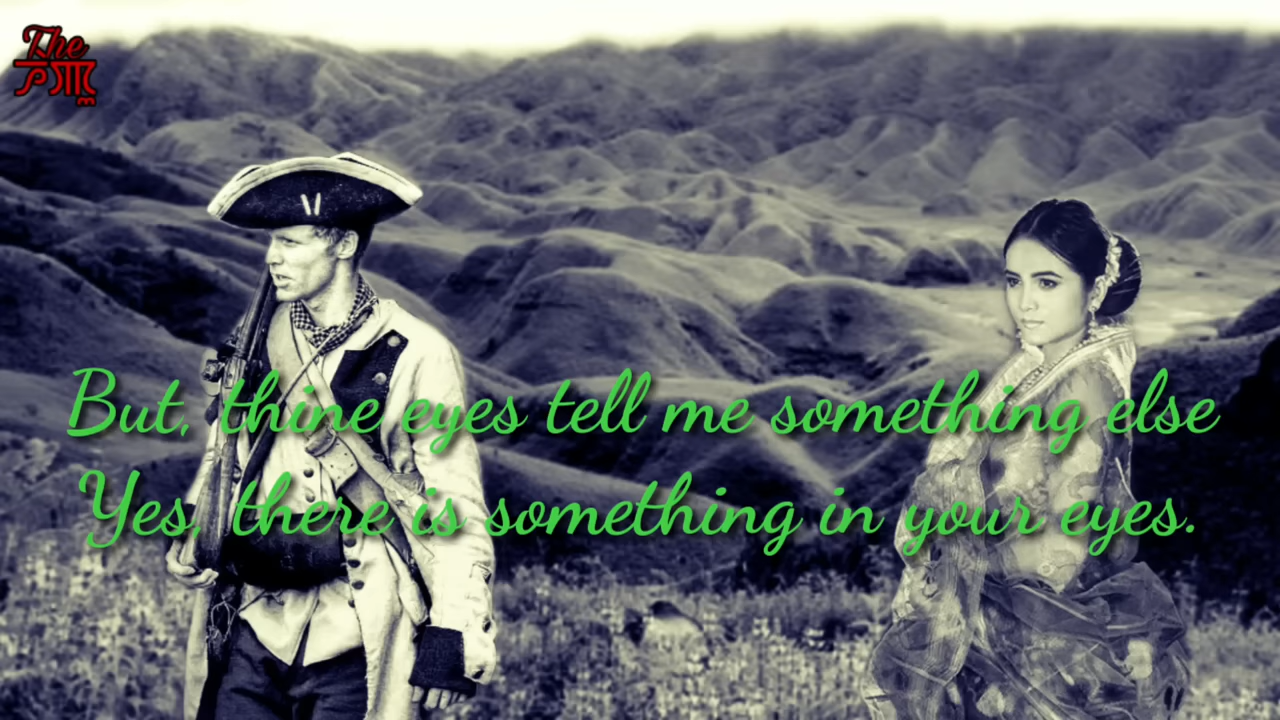 The
But, thine eyes tell me something else
Yes, there is something in your eyes.